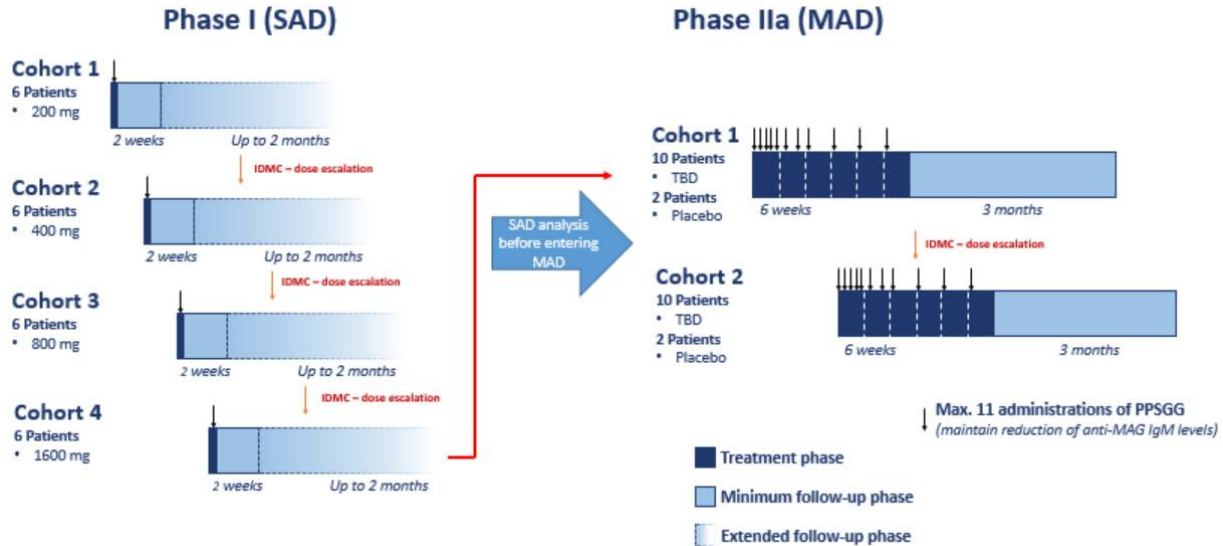 Phase I (SAD)
Cohort 1
6 Patients
• 200 mg
2 weeks
Up to 2 months
IDMC – dose escalation
Cohort 2
6 Patients
• 400 mg
2 weeks
Up to 2 months
IDMC – dose escalation
Cohort 3
6 Patients
• 800 mg
2 weeks
Up to 2 months
IDMC – dose escalation
Cohort 4
6 Patients
• 1600 mg
2 weeks
Up to 2 months
SAD analysis
before entering
MAD
Phase IIa (MAD)
Cohort 1
10 Patients
• TBD
2 Patients
• Placebo
6 weeks
3 months
IDMC – dose escalation
Cohort 2
10 Patients
• TBD
2 Patients
• Placebo
6 weeks
3 months
Max. 11 administrations of PPSGG
(maintain reduction of anti-MAG IgM levels)
Treatment phase
Minimum follow-up phase
Extended follow-up phase